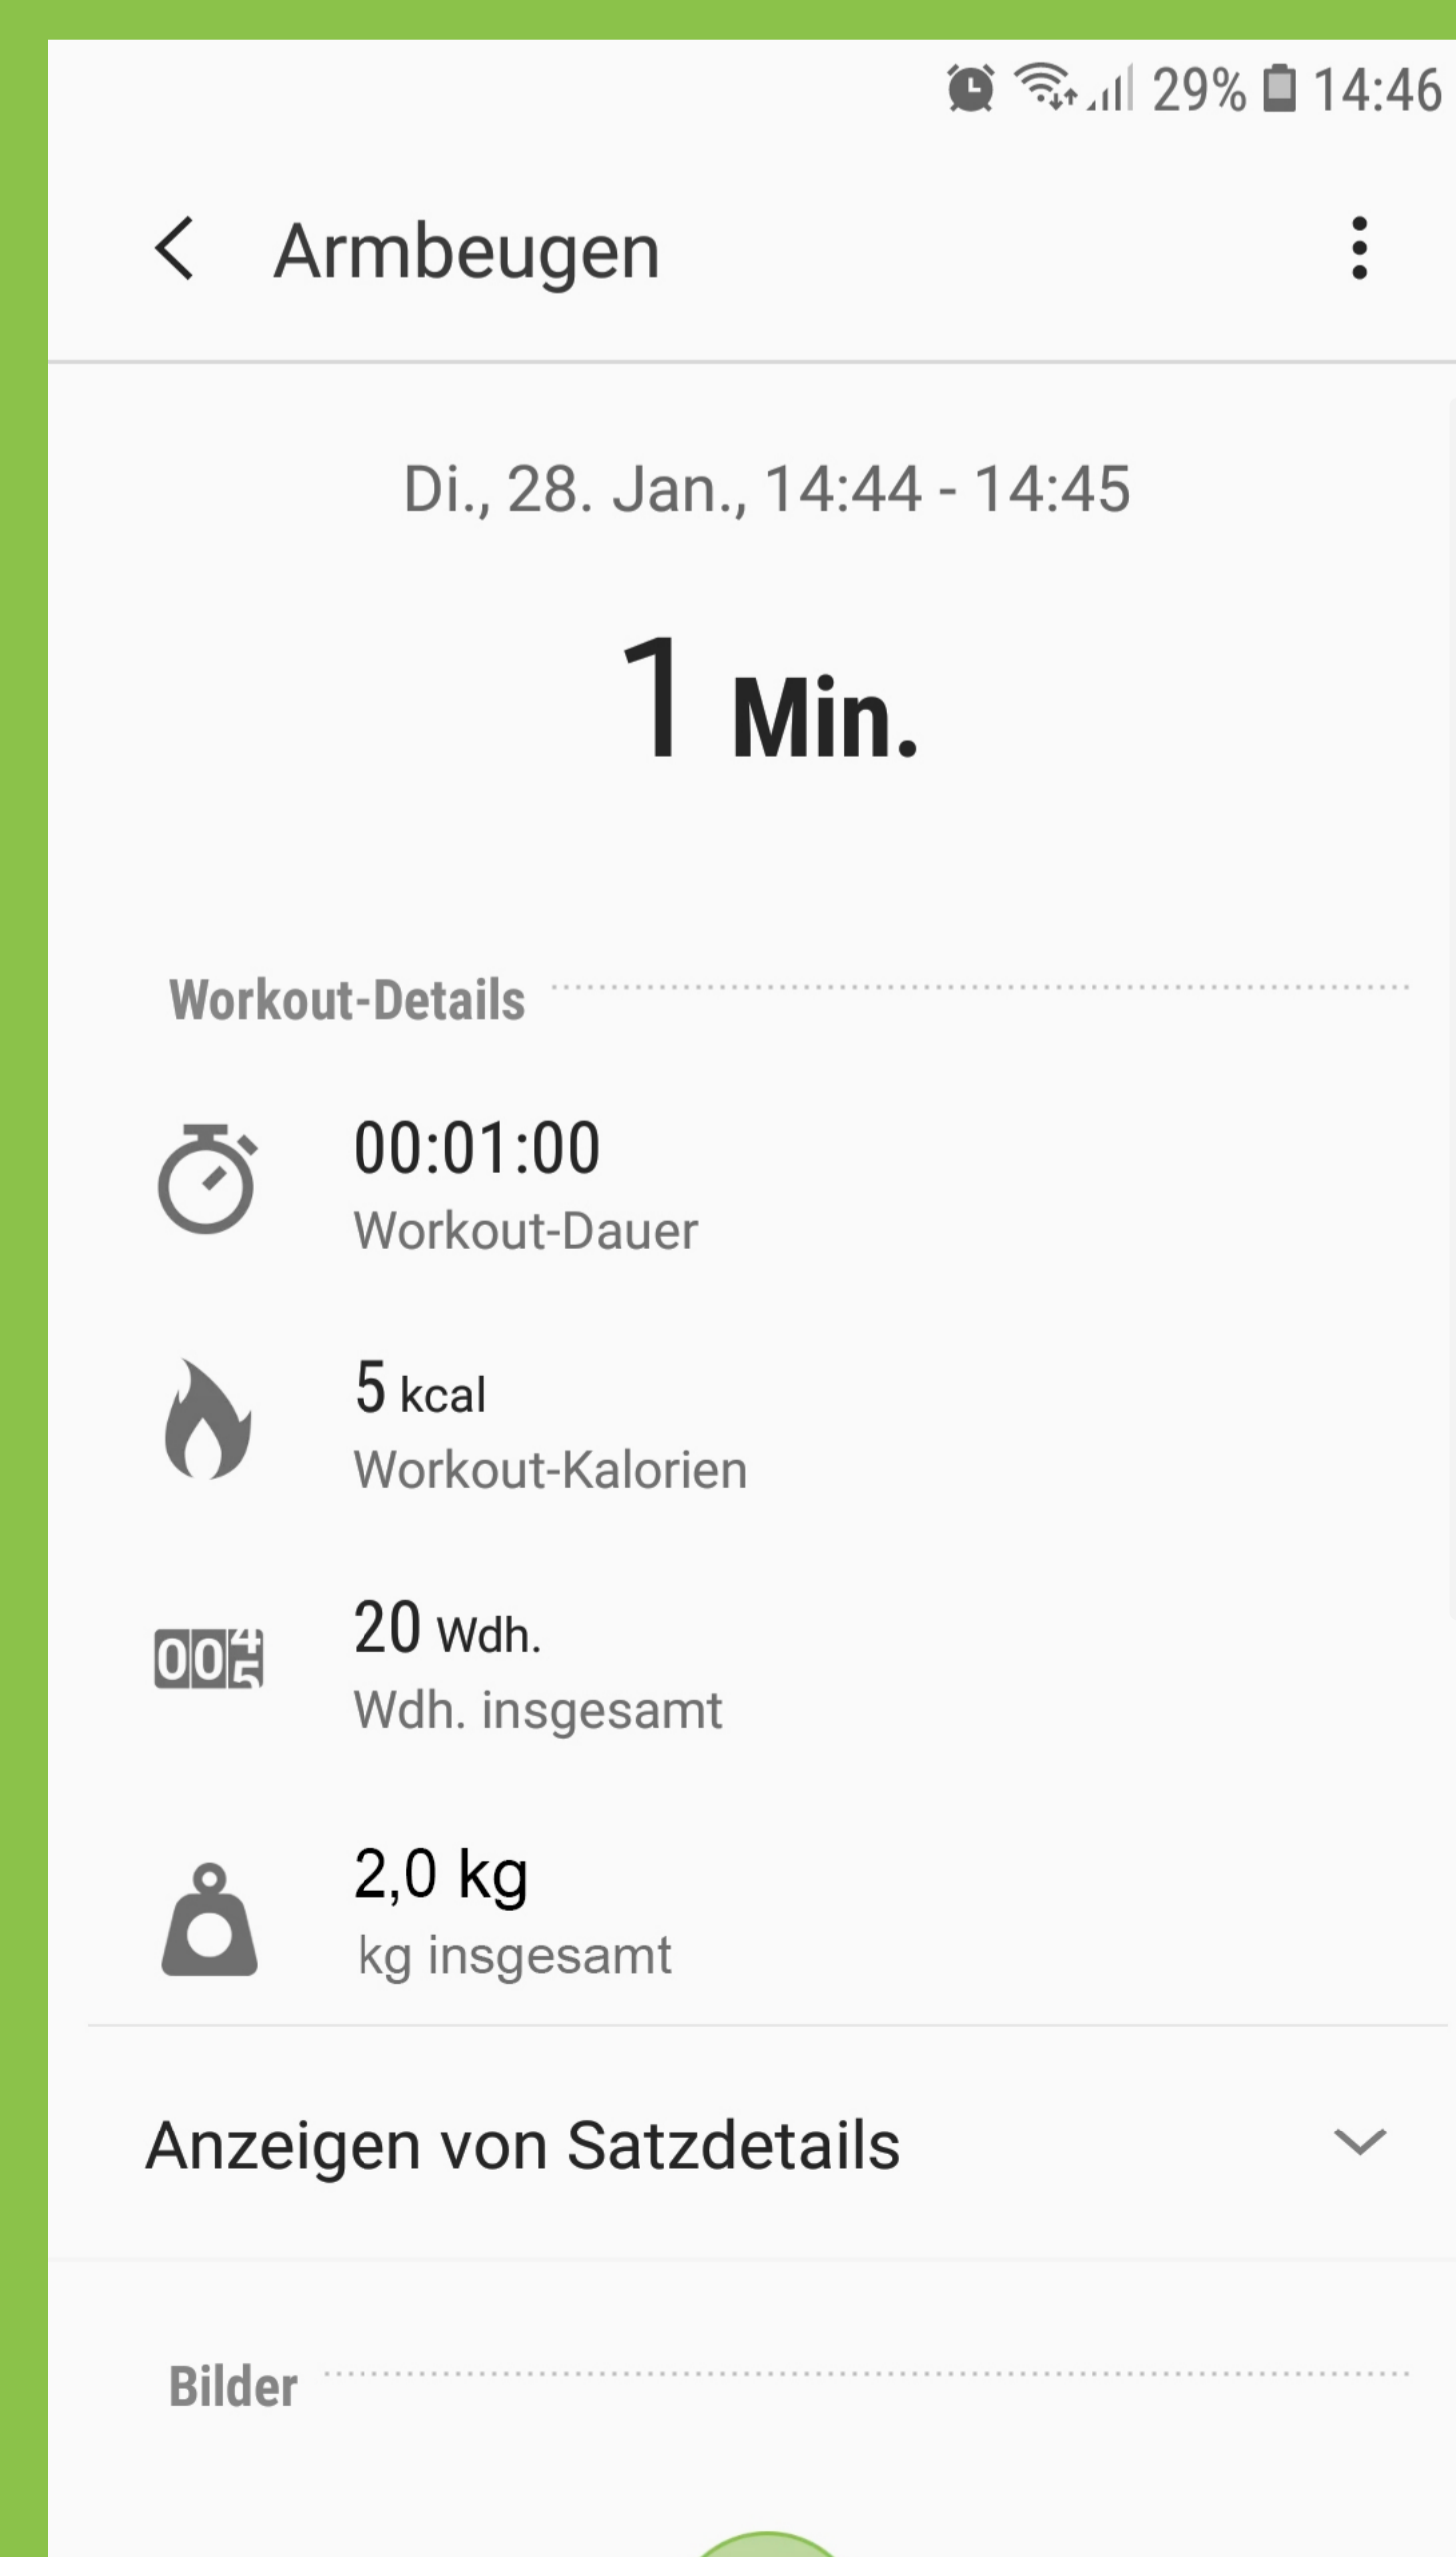 29% 14:46
Armbeugen
Di., 28. Jan., 14:44 - 14:45
1 Min.
Workout-Details
00:01:00
Workout-Dauer
5 kcal
Workout-Kalorien
20 Wdh.
Wdh. insgesamt
2,0 kg
kg insgesamt
Anzeigen von Satzdetails
Bilder